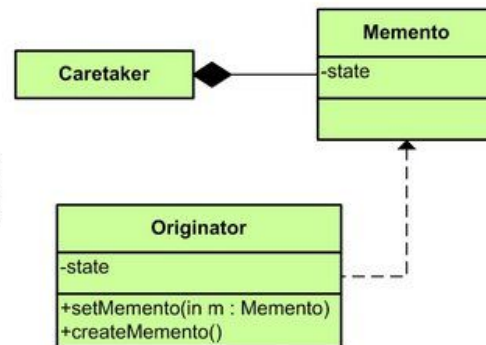 Memento
Caretaker
-state
Originator
-state
+setMemento(in m : Memento)
+createMemento()